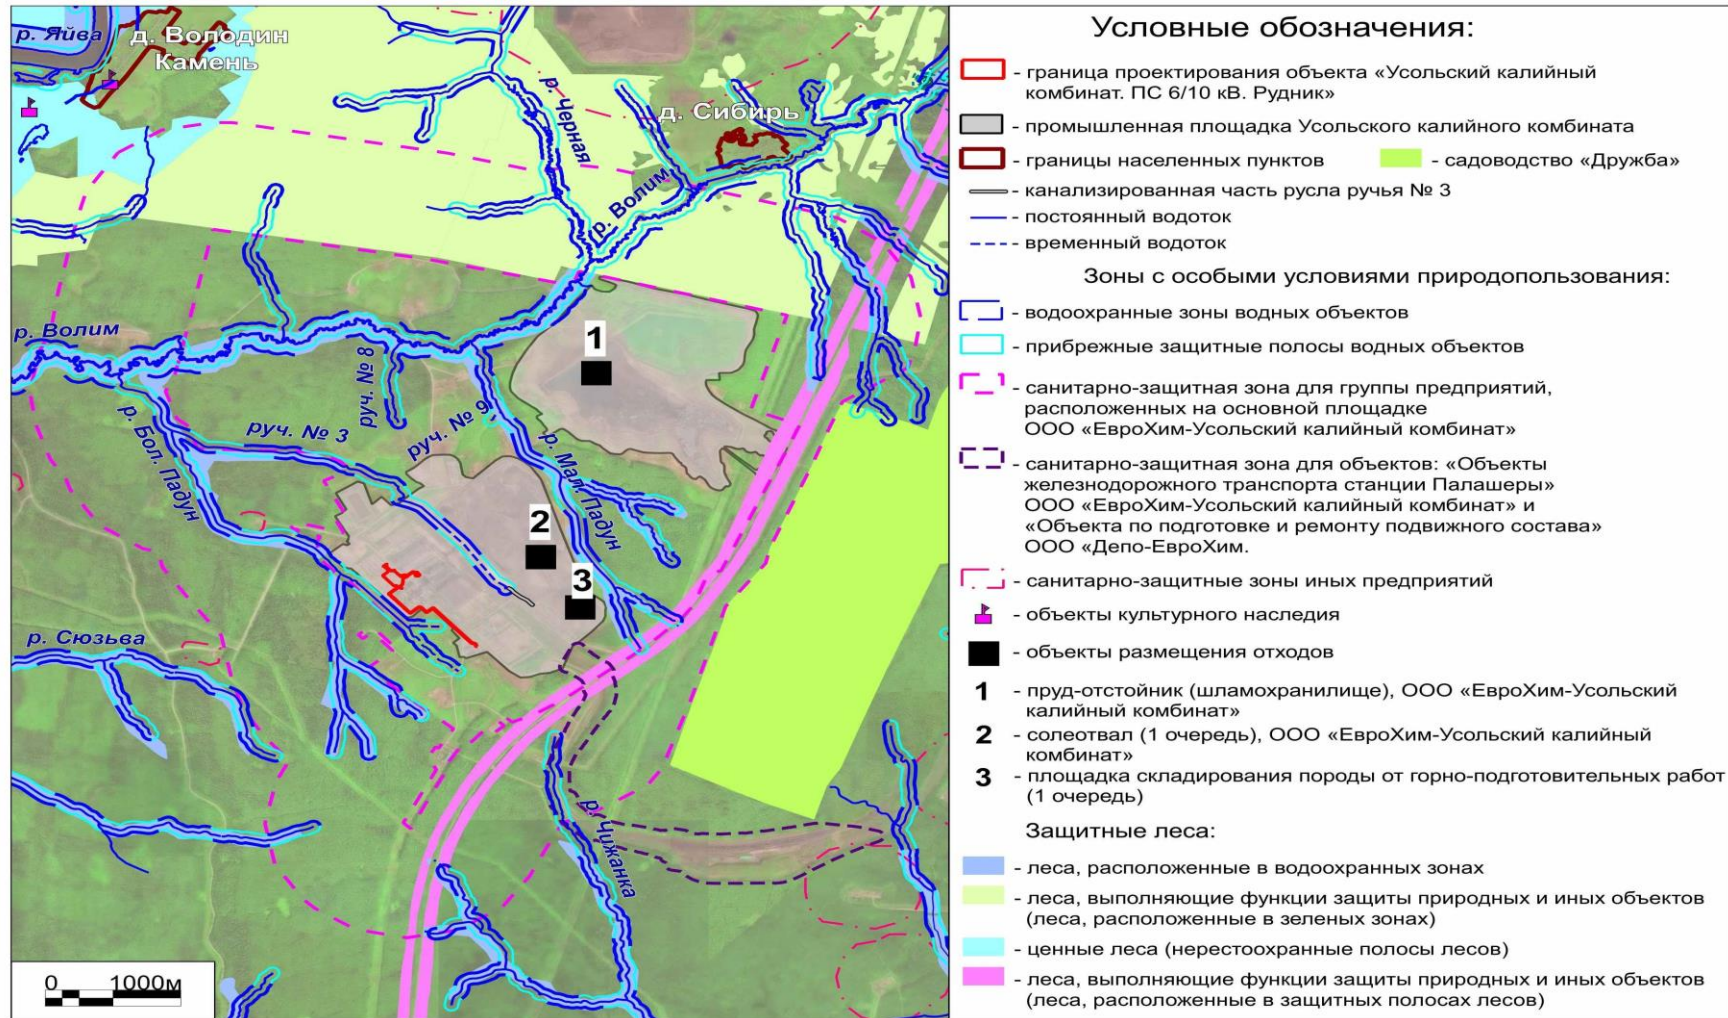 р. Яйва
д. Володин
Камень
р. Черная
д. Сибирь
р. Волим
р. Волим
1
руч. № 8
руч. № 9
руч. № 3
р. Бол. Падун
р. Мал. Падун
2
3
р. Сюзьва
р. Чижанка
0 1000м
Условные обозначения:
- граница проектирования объекта «Усольский калийный
комбинат. ПС 6/10 кВ. Рудник»
- промышленная площадка Усольского калийного комбината
- границы населенных пунктов
- садоводство «Дружба»
- канализированная часть русла ручья № 3
- постоянный водоток
- временный водоток
Зоны с особыми условиями природопользования:
- водоохранные зоны водных объектов
- прибрежные защитные полосы водных объектов
- санитарно-защитная зона для группы предприятий,
расположенных на основной площадке
ООО «ЕвроХим-Усольский калийный комбинат»
- санитарно-защитная зона для объектов: «Объекты
железнодорожного транспорта станции Палашеры»
ООО «ЕвроХим-Усольский калийный комбинат» и
«Объекта по подготовке и ремонту подвижного состава»
ООО «Депо-ЕвроХим.
- санитарно-защитные зоны иных предприятий
- объекты культурного наследия
- объекты размещения отходов
1 - пруд-отстойник (шламохранилище), ООО «ЕвроХим-Усольский
калийный комбинат»
2 - солеотвал (1 очередь), ООО «ЕвроХим-Усольский калийный
комбинат»
3 - площадка складирования породы от горно-подготовительных работ
(1 очередь)
Защитные леса:
- леса, расположенные в водоохранных зонах
- леса, выполняющие функции защиты природных и иных объектов
(леса, расположенные в зеленых зонах)
- ценные леса (нерестоохранные полосы лесов)
- леса, выполняющие функции защиты природных и иных объектов
(леса, расположенные в защитных полосах лесов)